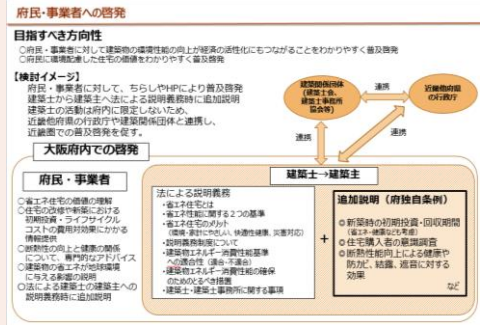 府民・事業者への啓発
目指すべき方向性
○府民・事業者に対して建築物の環境性能の向上が経済の活性化にもつながることをわかりやすく普及啓発
○府民に環境配慮した住宅の価値をわかりやすく普及啓発
【検討イメージ】
府民・事業者に対して、ちらしやHPにより普及啓発
建築士から建築主へ法による説明義務時に追加説明
建築士の活動は府内に限定しないため、
近畿他府県の行政庁や建築関係団体と連携し、
近畿圏での普及啓発を促す。
建築関係団体
(建築士会、
建築士事務所
協会等)
連携
近畿他府県
の行政庁
連携
連携
大阪府内での啓発
府民・事業者
○省エネ住宅の価値の理解
○住宅の改修や新築における
初期投資・ライフサイクル
コストの費用対効果にかかる
情報提供
○断熱性の向上と健康の関係
について、専門的なアドバイス
○建築物の省エネが地球環境
に与える影響の説明
○法による建築士の建築主への
説明義務時に追加説明
建築士→建築主
法による説明義務
・省エネ住宅とは
・省エネ性能に関する2つの基準
・省エネ住宅のメリット
(環境・家計にやさしい、快適性健康、災害対応)
・説明義務制度について
・建築物エネルギー消費性能基準
への適合性(適合・不適合)
・建築物エネルギー消費性能の確保
のためのとるべき措置
・建築士・建築士事務所に関する事項
+
追加説明(府独自条例)
○新築時の初期投資・回収期間
(省エネ・健康なども考慮)
○住宅購入者の意識調査
○断熱性能向上による健康や
防カビ、結露、遮音に対する
効果
など